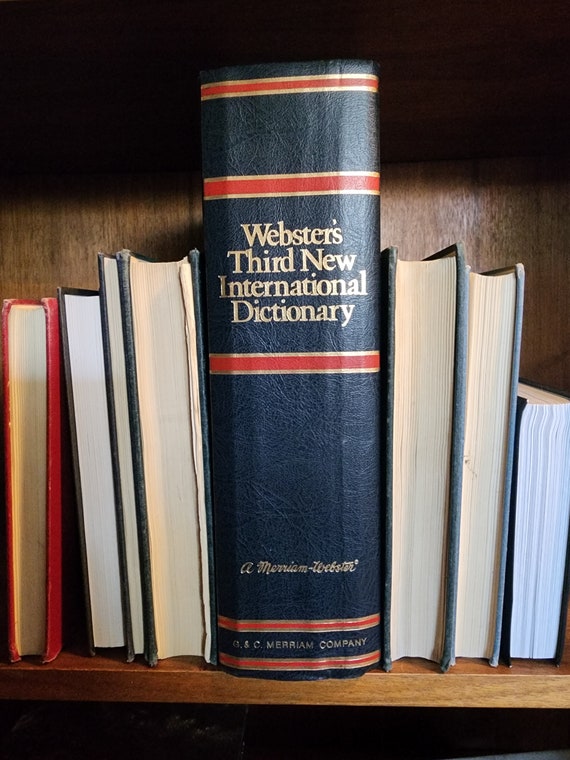 Webster's
Third New
International
Dictionary
a Merriam-Webster®
G. & C. MERRIAM COMPANY